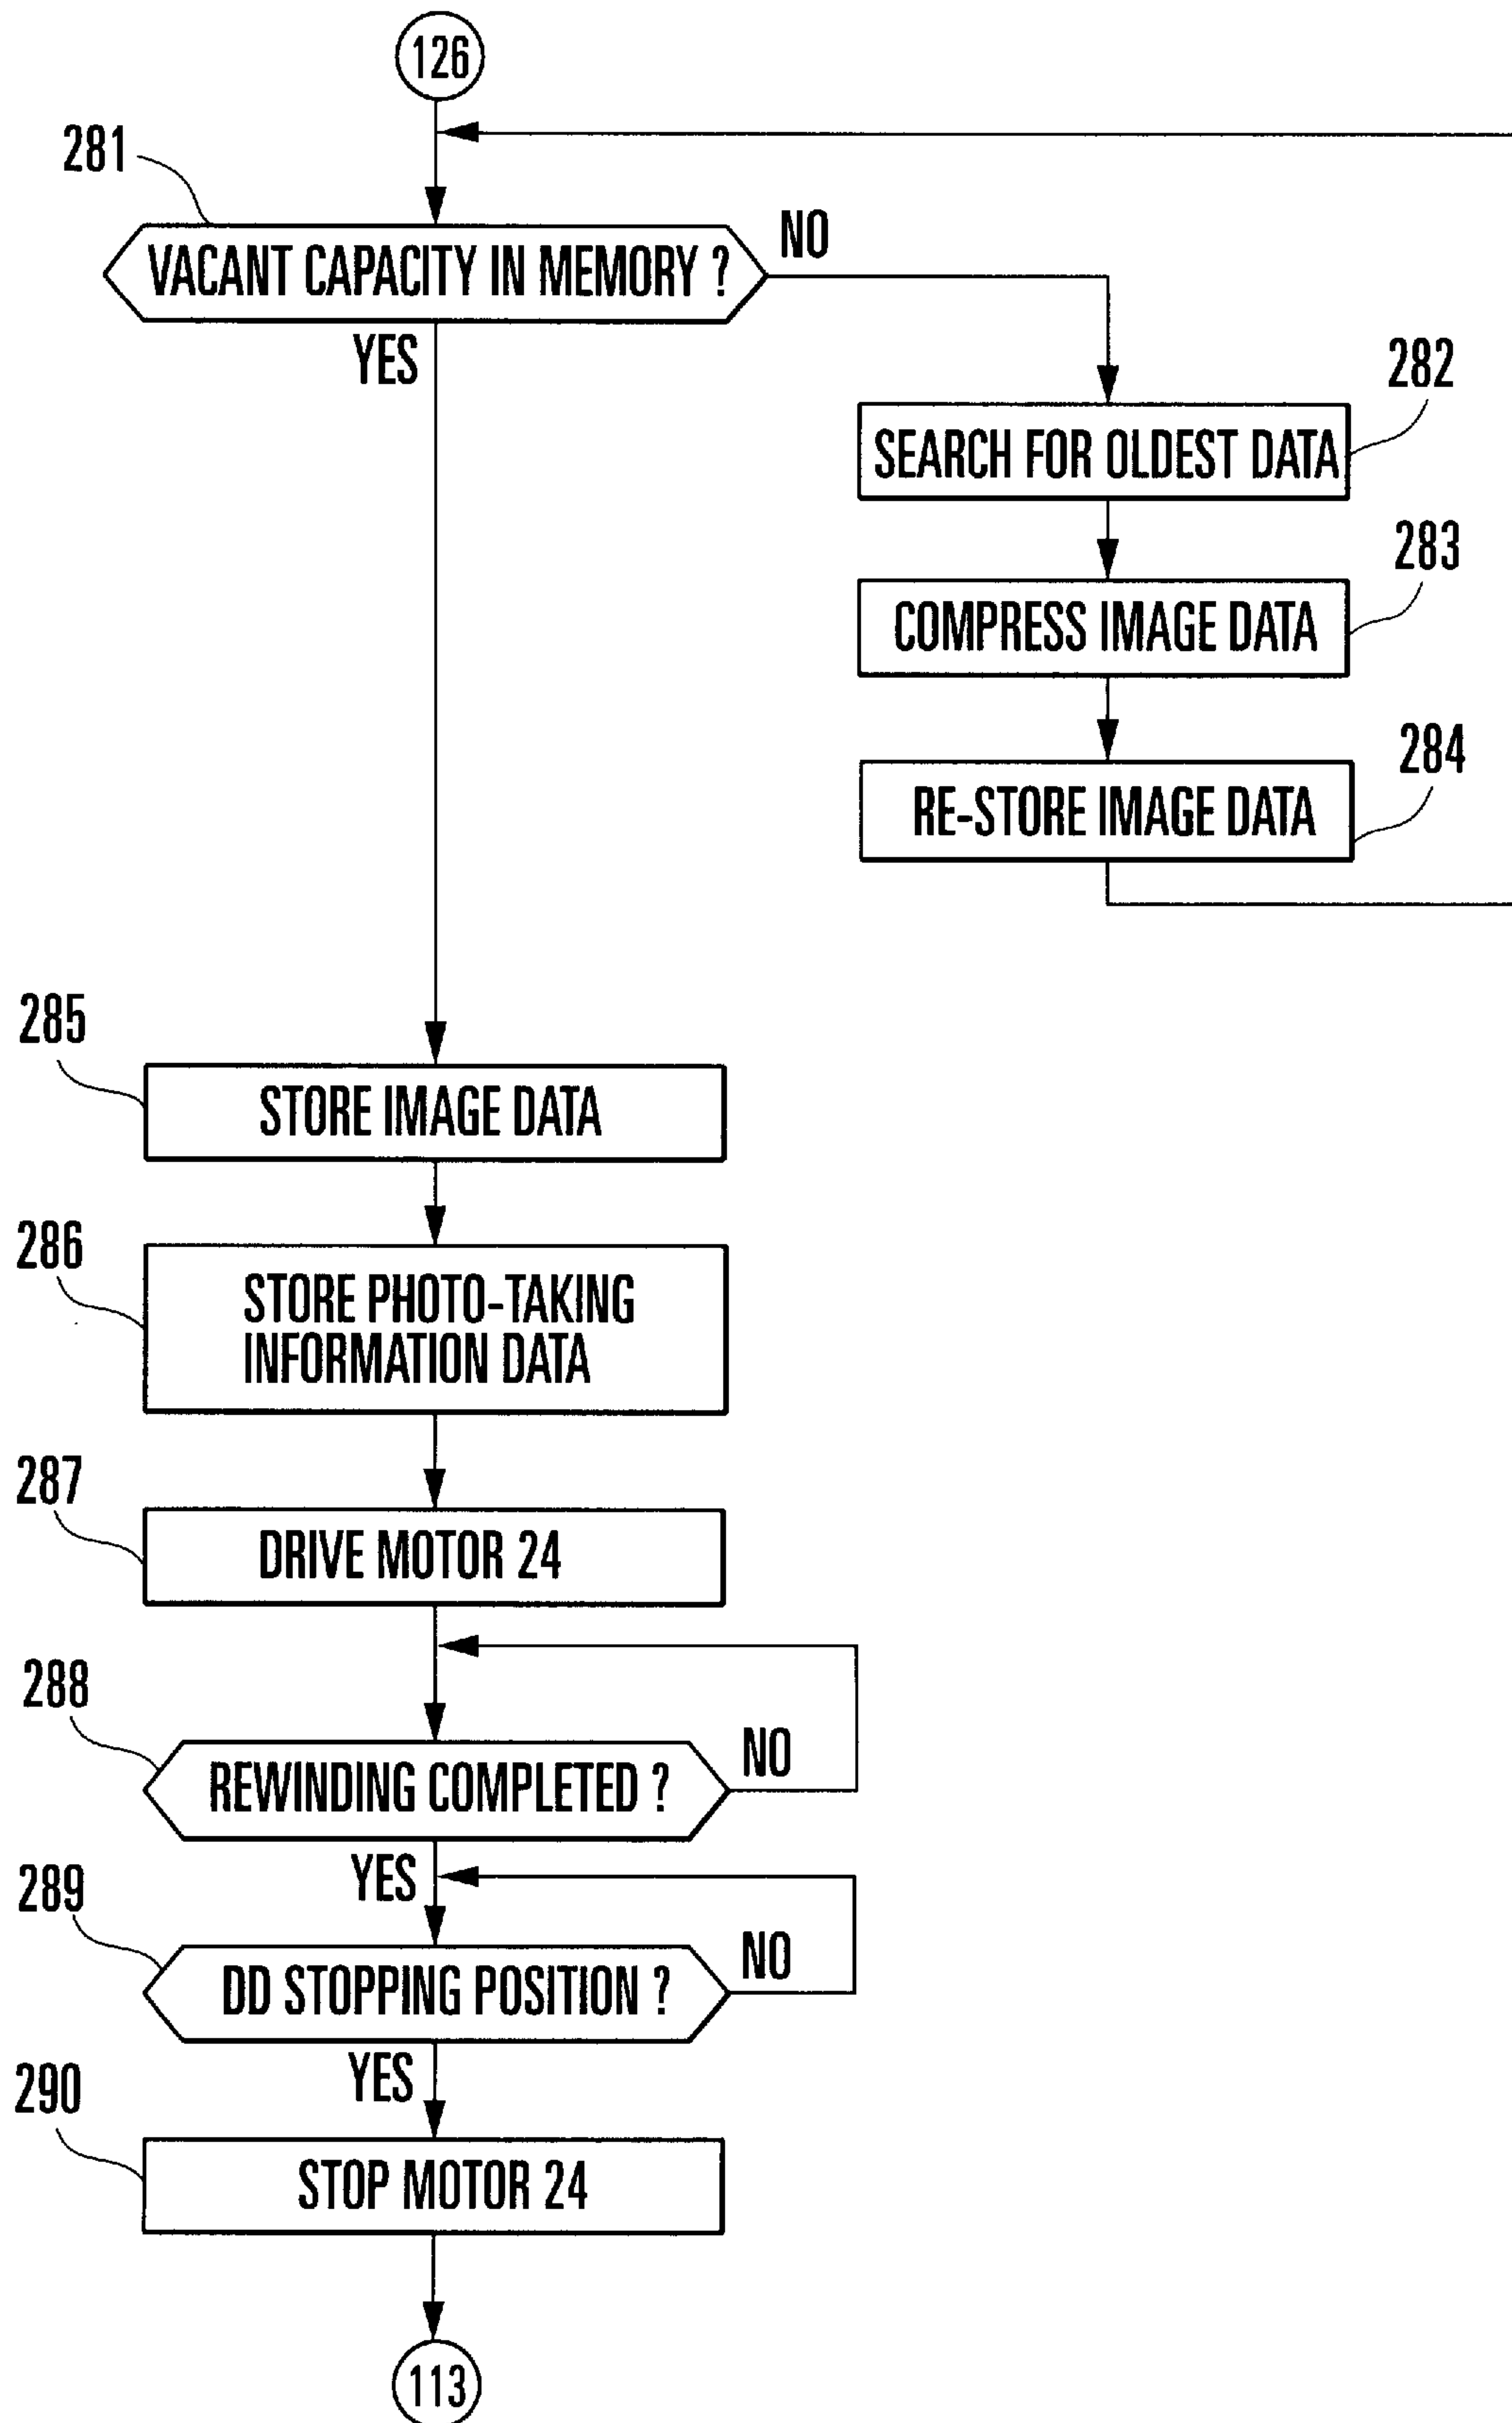 126
281
VACANT CAPACITY IN MEMORY ?
NO
YES
282
SEARCH FOR OLDEST DATA
283
COMPRESS IMAGE DATA
284
RE-STORE IMAGE DATA
285
STORE IMAGE DATA
286
STORE PHOTO-TAKING
INFORMATION DATA
287
DRIVE MOTOR 24
288
REWINDING COMPLETED ?
NO
YES
289
DD STOPPING POSITION ?
NO
YES
290
STOP MOTOR 24
113